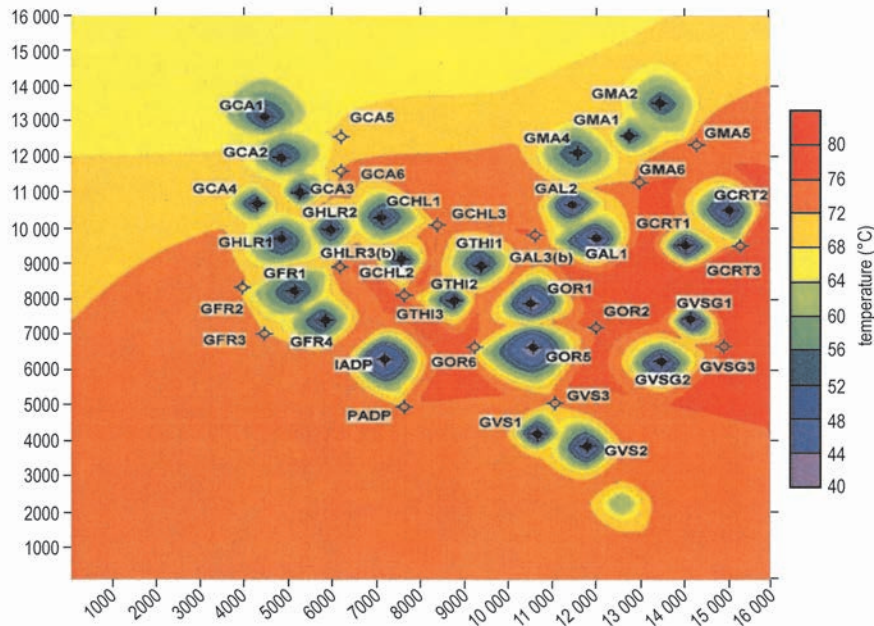 16 000
15 000
14 000
13 000
12 000
11 000
10 000
9000
8000
7000
6000
5000
4000
3000
2000
1000
GCA1
GCA5
GMA2
GMA1
GMA5
GMA4
GCA2
GCA6
GMA6
GCA4
GCA3
GAL2
GCRT2
GHLR2
GCHL1
GCHL3
GCRT1
GHLR1
GTHI1
GHLR3(b)
GAL3(b)
GAL1
GCRT3
GCHL2
GFR1
GTHI2
GOR1
GVSG1
GFR2
GTHI3
GOR2
GFR3
GFR4
IADP
GOR6
GOR5
GVSG3
GVSG2
PADP
GVS3
GVS1
GVS2
1000
2000
3000
4000
5000
6000
7000
8000
9000
10 000
11 000
12 000
13 000
14 000
15 000
16 000
80
76
72
68
64
60
56
52
48
44
40
temperature (°C)